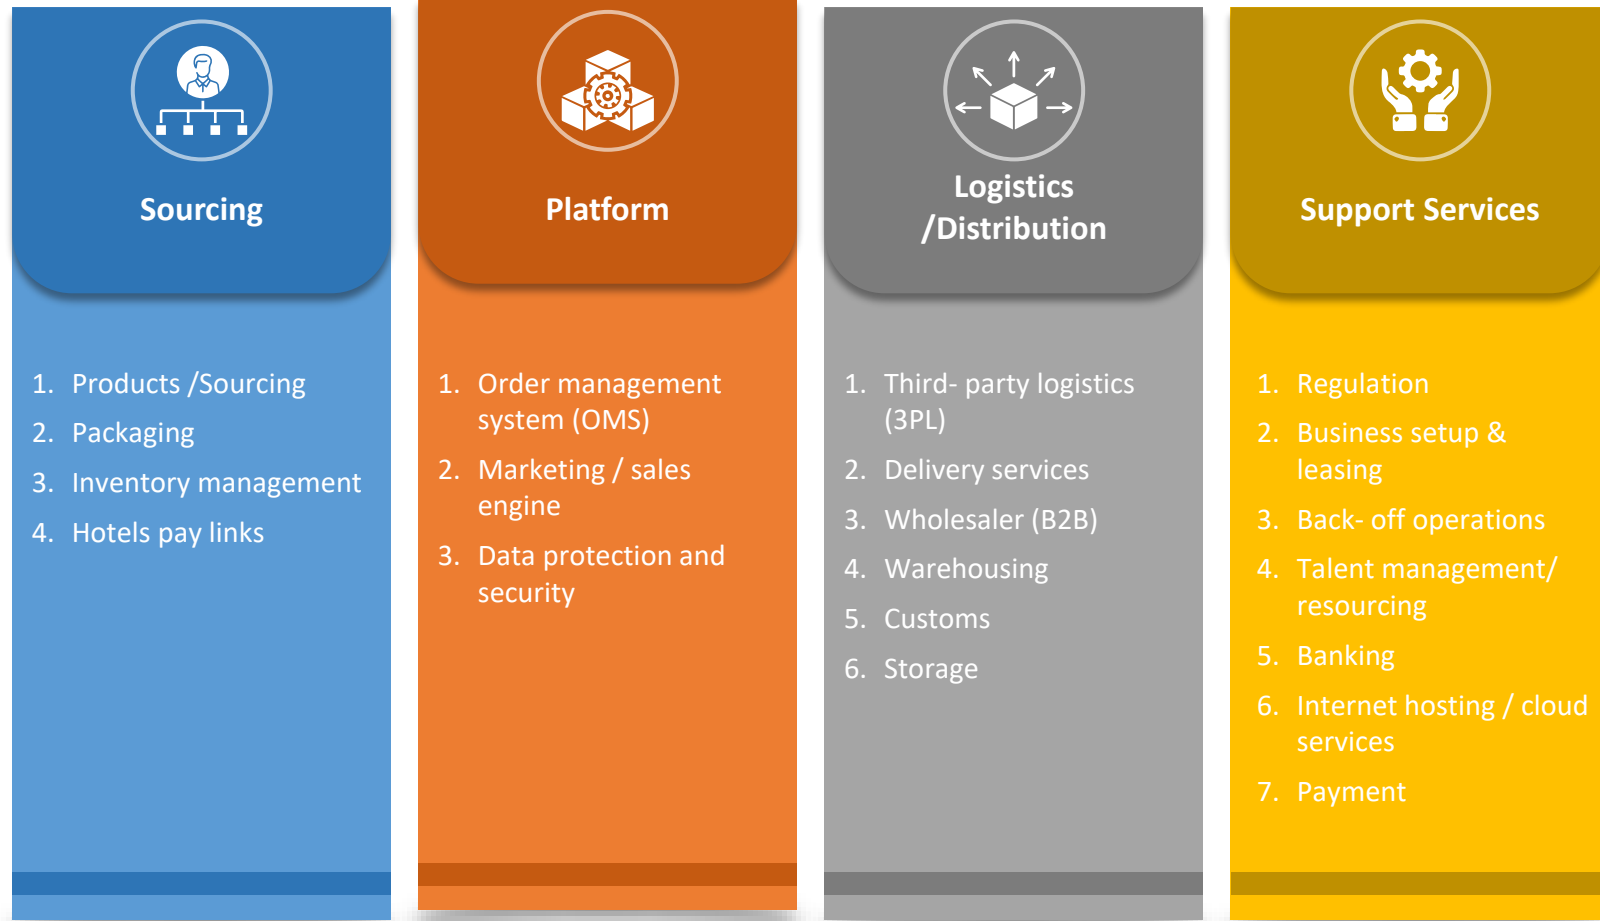 Sourcing
1. Products /Sourcing
2. Packaging
3. Inventory management
4. Hotels pay links
Platform
1. Order management
system (OMS)
2. Marketing / sales
engine
3. Data protection and
security
Logistics
/Distribution
1. Third- party logistics
(3PL)
2. Delivery services
3. Wholesaler (B2B)
4. Warehousing
5. Customs
6. Storage
Support Services
1. Regulation
2. Business setup &
leasing
3. Back- off operations
4. Talent management/
resourcing
5. Banking
6. Internet hosting / cloud
services
7. Payment